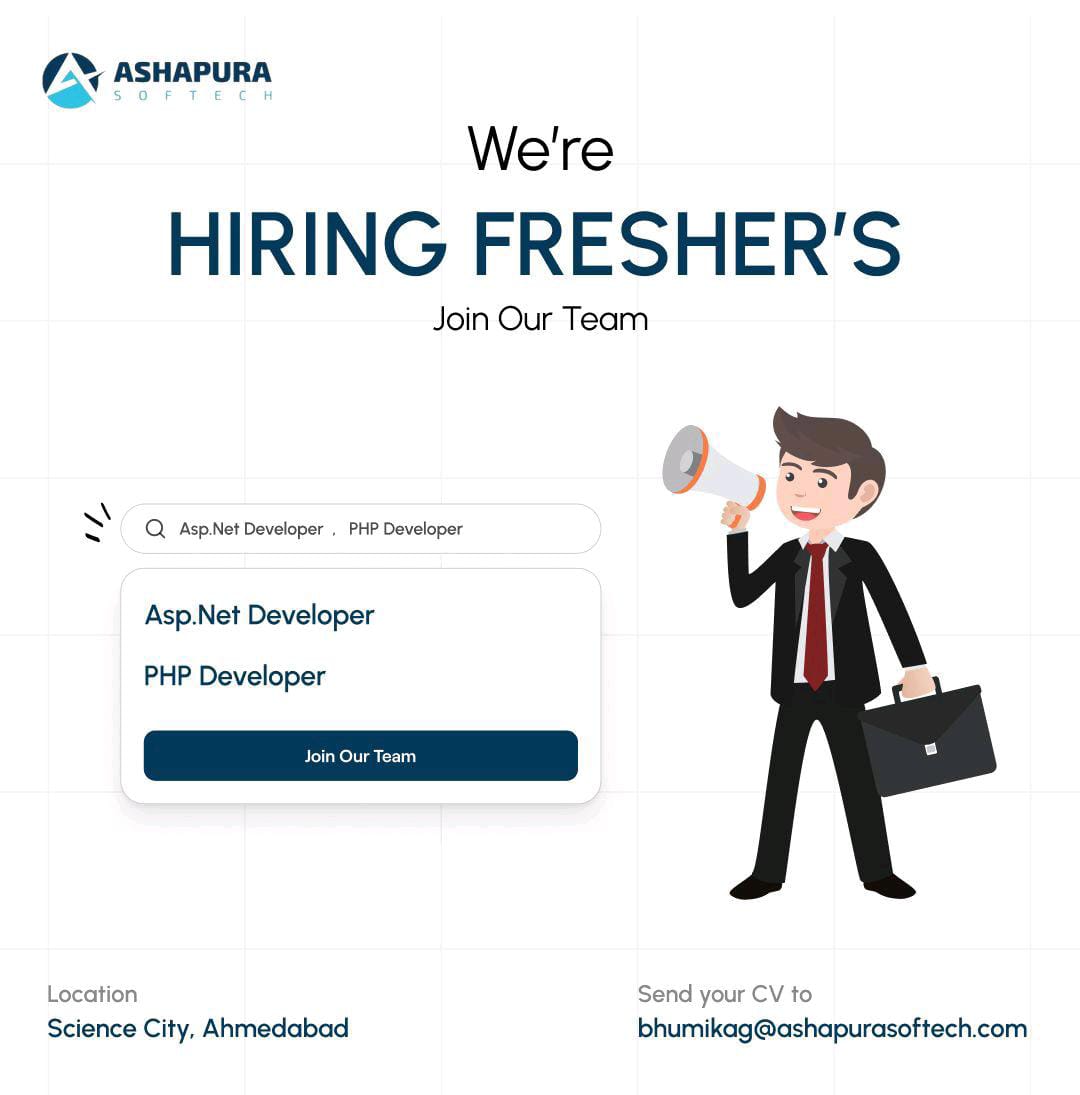 ASHAPURA
SOFTECH
We're
HIRING FRESHER'S
Join Our Team
Asp.Net Developer , PHP Developer
Asp.Net Developer
PHP Developer
Join Our Team
Location
Science City, Ahmedabad
Send your CV to
bhumikag@ashapurasoftech.com